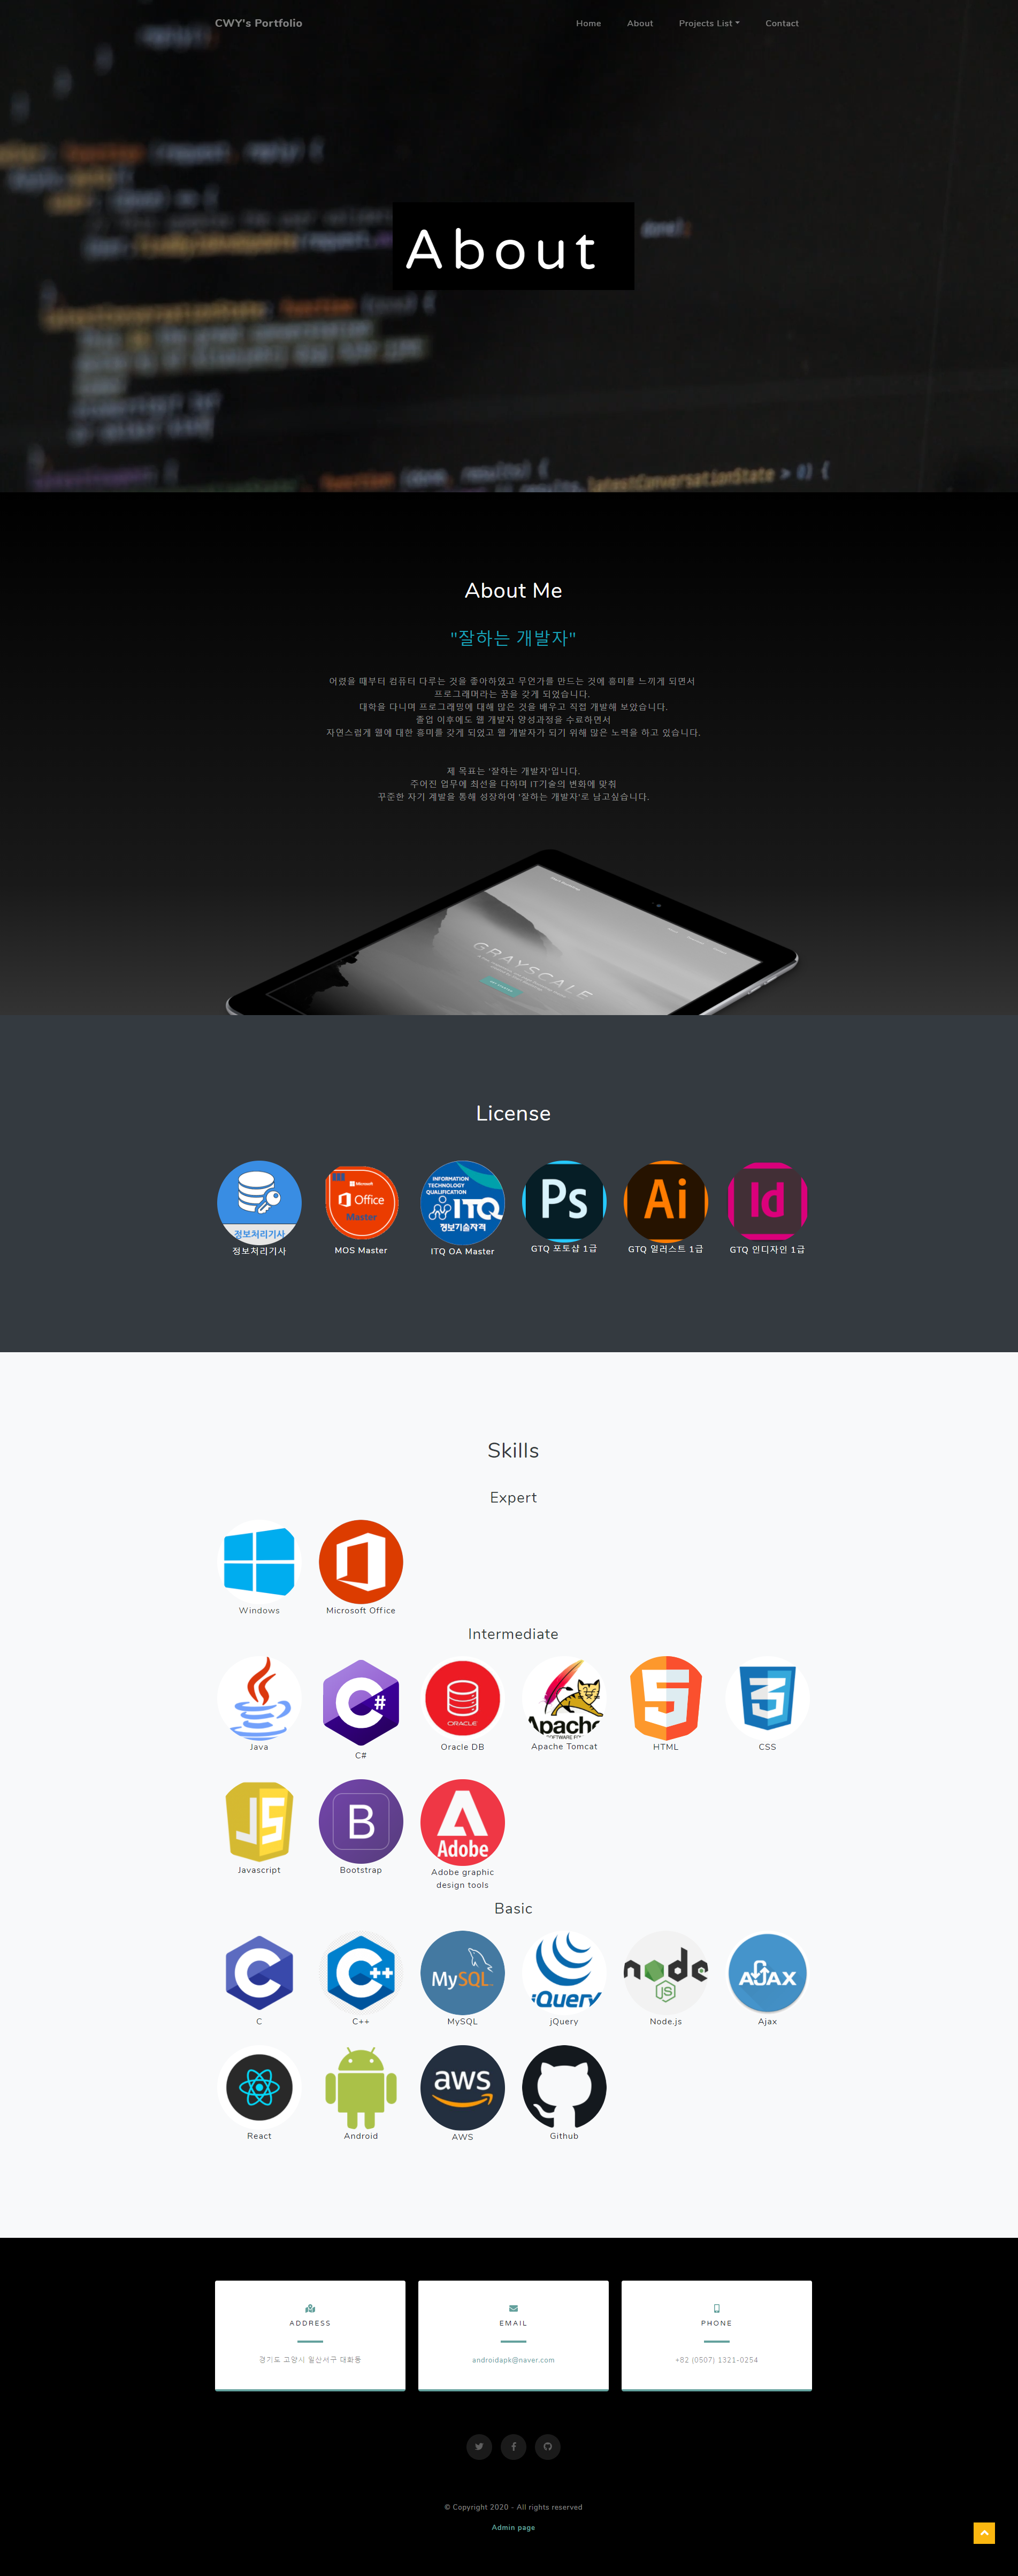 CWY's Portfolio
Home
About
Projects List
Contact
About
About Me
"잘하는 개발자"
어렸을 때부터 컴퓨터 다루는 것을 좋아하였고 무언가를 만드는 것에 흥미를 느끼게 되면서
프로그래머라는 꿈을 갖게 되었습니다.
대학을 다니며 프로그래밍에 대해 많은 것을 배우고 직접 개발해 보았습니다.
졸업 이후에도 웹 개발자 양성과정을 수료하면서
자연스럽게 웹에 대한 흥미를 갖게 되었고 웹 개발자가 되기 위해 많은 노력을 하고 있습니다.
제 목표는 '잘하는 개발자'입니다.
주어진 업무에 최선을 다하며 IT기술의 변화에 맞춰
꾸준한 자기 계발을 통해 성장하여 '잘하는 개발자'로 남고싶습니다.
GRAYSCALE
License
정보처리기사
Microsoft
Office
Master
INFORMATION
TECHNOLOGY
QUALIFICATION
ITQ
정보기술자격
Ps
Ai
Id
정보처리기사
MOS Master
ITQ OA Master
GTQ 포토샵 1급
GTQ 일러스트 1급
GTQ 인디자인 1급
Skills
Expert
Windows
Microsoft Office
Intermediate
C#
ORACLE
Apache
Java
C#
Oracle DB
Apache Tomcat
HTML
CSS
JS
B
Adobe
Javascript
Bootstrap
Adobe graphic
design tools
Basic
C
C++
MySQL
jQuery
node
JS
AJAX
C
C++
MySQL
jQuery
Node.js
Ajax
aws
React
Android
AWS
Github
ADDRESS
경기도 고양시 일산서구 대화동
EMAIL
androidapk@naver.com
PHONE
+82 (0507) 1321-0254
© Copyright 2020 - All rights reserved
Admin page